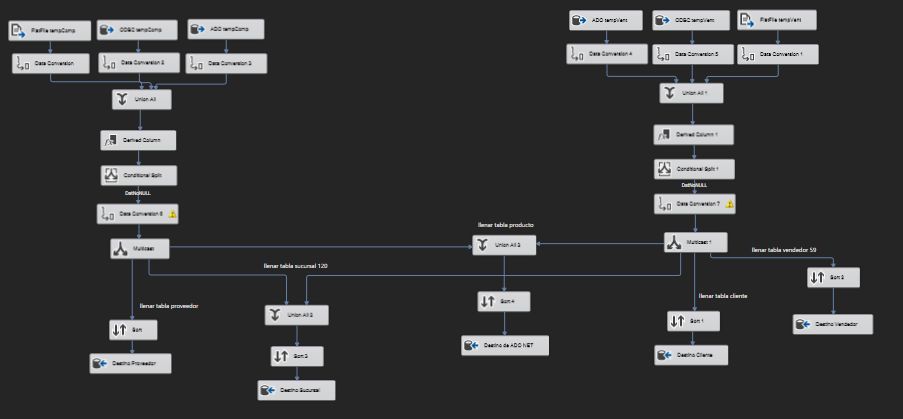 FlatFile tempComp
ODBC tempComp
ADO tempComp
ADO tempVent
ODBC tempVent
FlatFile tempVent
Data Conversion
Data Conversion 2
Data Conversion 3
Data Conversion 4
Data Conversion 5
Data Conversion 1
Union All
Union All 1
Derived Column
Derived Column 1
Conditional Split
Conditional Split 1
DatNoNULL
DatNoNULL
Data Conversion 6
Data Conversion 7
llenar tabla producto
Multicast
Union All 3
Multicast 1
llenar tabla vendedor 59
llenar tabla sucunal 120
Sort 2
llenar tabla proveedor
Sort 4
llenar tabla cliente
Union All 2
Sort
Sort 1
Destino Vendedor
Destino de ADO NET
Sort 3
Destino Cliente
Destino Proveedor
Destino Sucursal